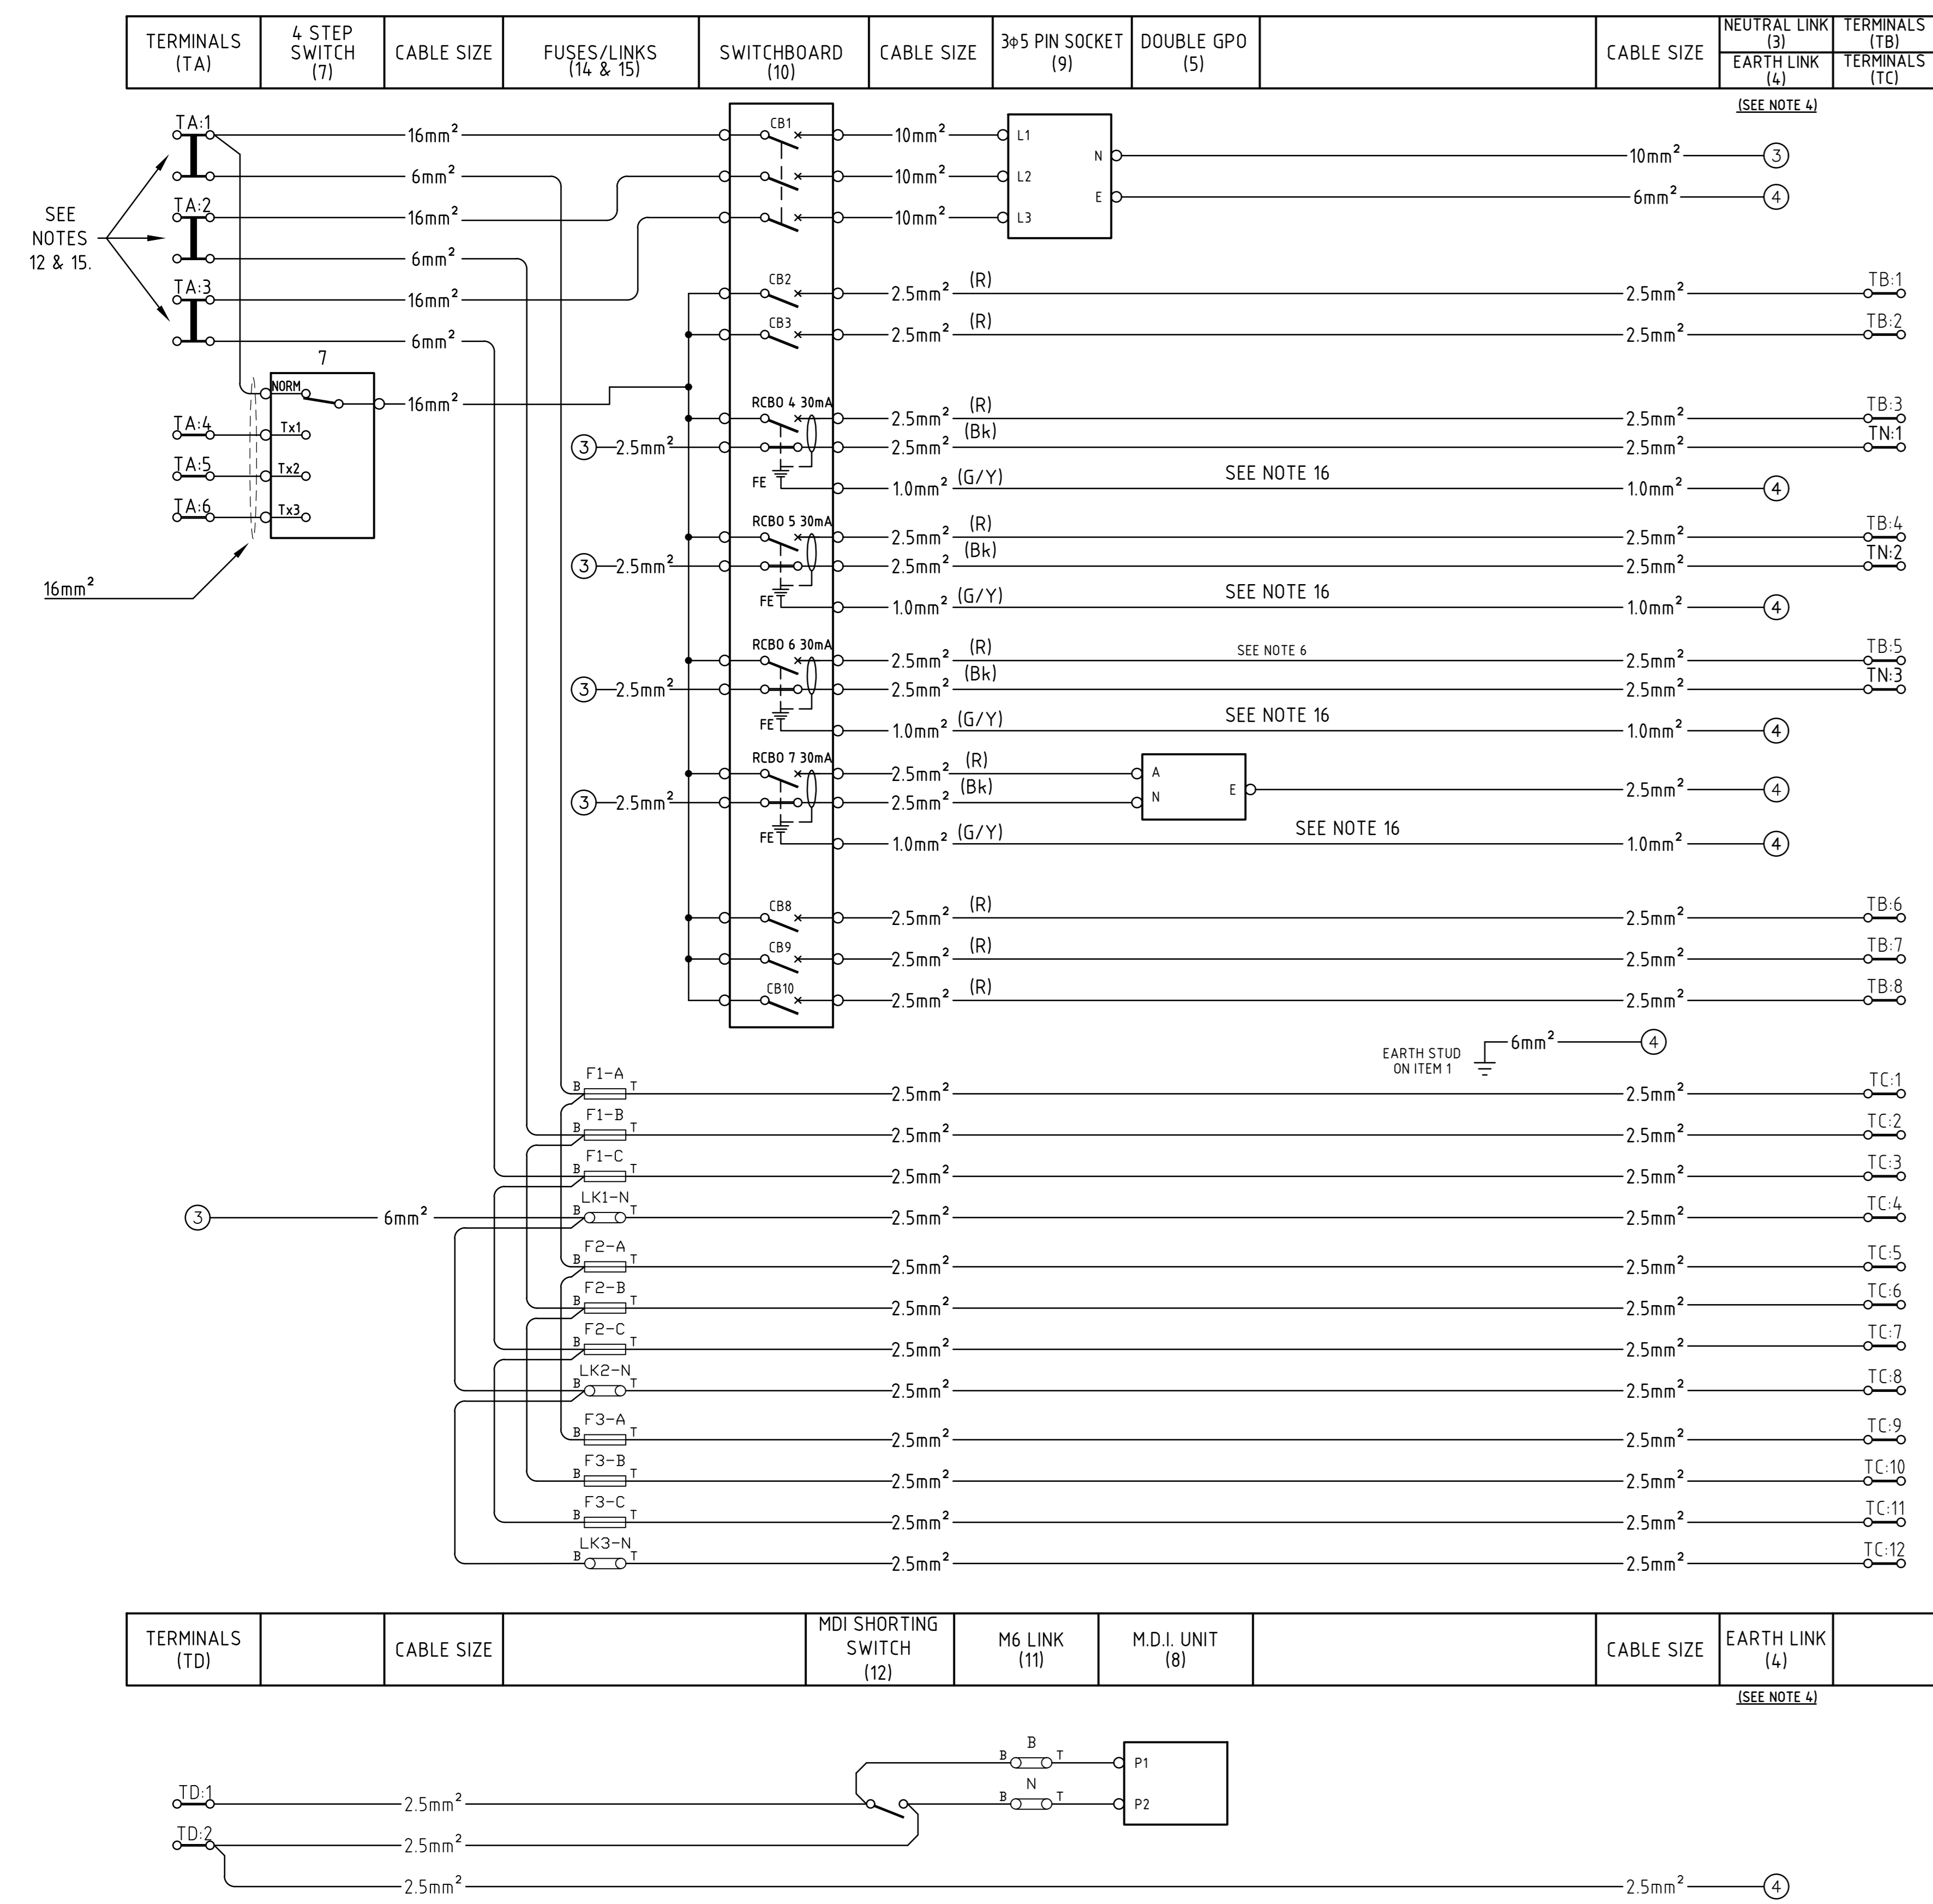 TERMINALS
(TA)
4 STEP
SWITCH
(7)
CABLE SIZE
FUSES/LINKS
(14 & 15)
SWITCHBOARD
(10)
CABLE SIZE
3φ5 PIN SOCKET
(9)
DOUBLE GPO
(5)
CABLE SIZE
NEUTRAL LINK
(3)
EARTH LINK
(4)
TERMINALS
(TB)
TERMINALS
(TC)
(SEE NOTE 4)
TA:1 16mm² CB1 10mm² L1
N 10mm² 3
6mm² 10mm² L2
E 6mm² 4
TA:2 16mm² 10mm² L3
SEE
NOTES
12 & 15.
6mm²
TA:3 16mm²
6mm²
CB2 2.5mm² (R) 2.5mm² TB:1
CB3 2.5mm² (R) 2.5mm² TB:2
7
NORM 16mm²
TA:4 Tx1
TA:5 Tx2
TA:6 Tx3
16mm²
RCBO 4 30mA 2.5mm² (R) 2.5mm² TB:3
3 2.5mm² 2.5mm² (Bk) 2.5mm² TN:1
FE 1.0mm² (G/Y) SEE NOTE 16 1.0mm² 4
RCBO 5 30mA 2.5mm² (R) 2.5mm² TB:4
3 2.5mm² 2.5mm² (Bk) 2.5mm² TN:2
FE 1.0mm² (G/Y) SEE NOTE 16 1.0mm² 4
RCBO 6 30mA 2.5mm² (R) SEE NOTE 6 2.5mm² TB:5
3 2.5mm² 2.5mm² (Bk) 2.5mm² TN:3
FE 1.0mm² (G/Y) SEE NOTE 16 1.0mm² 4
RCBO 7 30mA 2.5mm² (R) A
E 2.5mm² 4
3 2.5mm² 2.5mm² (Bk) N
FE 1.0mm² (G/Y) SEE NOTE 16 1.0mm² 4
CB8 2.5mm² (R) 2.5mm² TB:6
CB9 2.5mm² (R) 2.5mm² TB:7
CB10 2.5mm² (R) 2.5mm² TB:8
EARTH STUD
ON ITEM 1
6mm² 4
F1-A B T 2.5mm² 2.5mm² TC:1
F1-B B T 2.5mm² 2.5mm² TC:2
F1-C B T 2.5mm² 2.5mm² TC:3
3 6mm² LK1-N B T 2.5mm² 2.5mm² TC:4
F2-A B T 2.5mm² 2.5mm² TC:5
F2-B B T 2.5mm² 2.5mm² TC:6
F2-C B T 2.5mm² 2.5mm² TC:7
LK2-N B T 2.5mm² 2.5mm² TC:8
F3-A B T 2.5mm² 2.5mm² TC:9
F3-B B T 2.5mm² 2.5mm² TC:10
F3-C B T 2.5mm² 2.5mm² TC:11
LK3-N B T 2.5mm² 2.5mm² TC:12
TERMINALS
(TD)
CABLE SIZE
MDI SHORTING
SWITCH
(12)
M6 LINK
(11)
M.D.I. UNIT
(8)
CABLE SIZE
EARTH LINK
(4)
(SEE NOTE 4)
B
B T P1
N
TD:1 2.5mm² B T P2
TD:2 2.5mm²
2.5mm² 2.5mm² 4